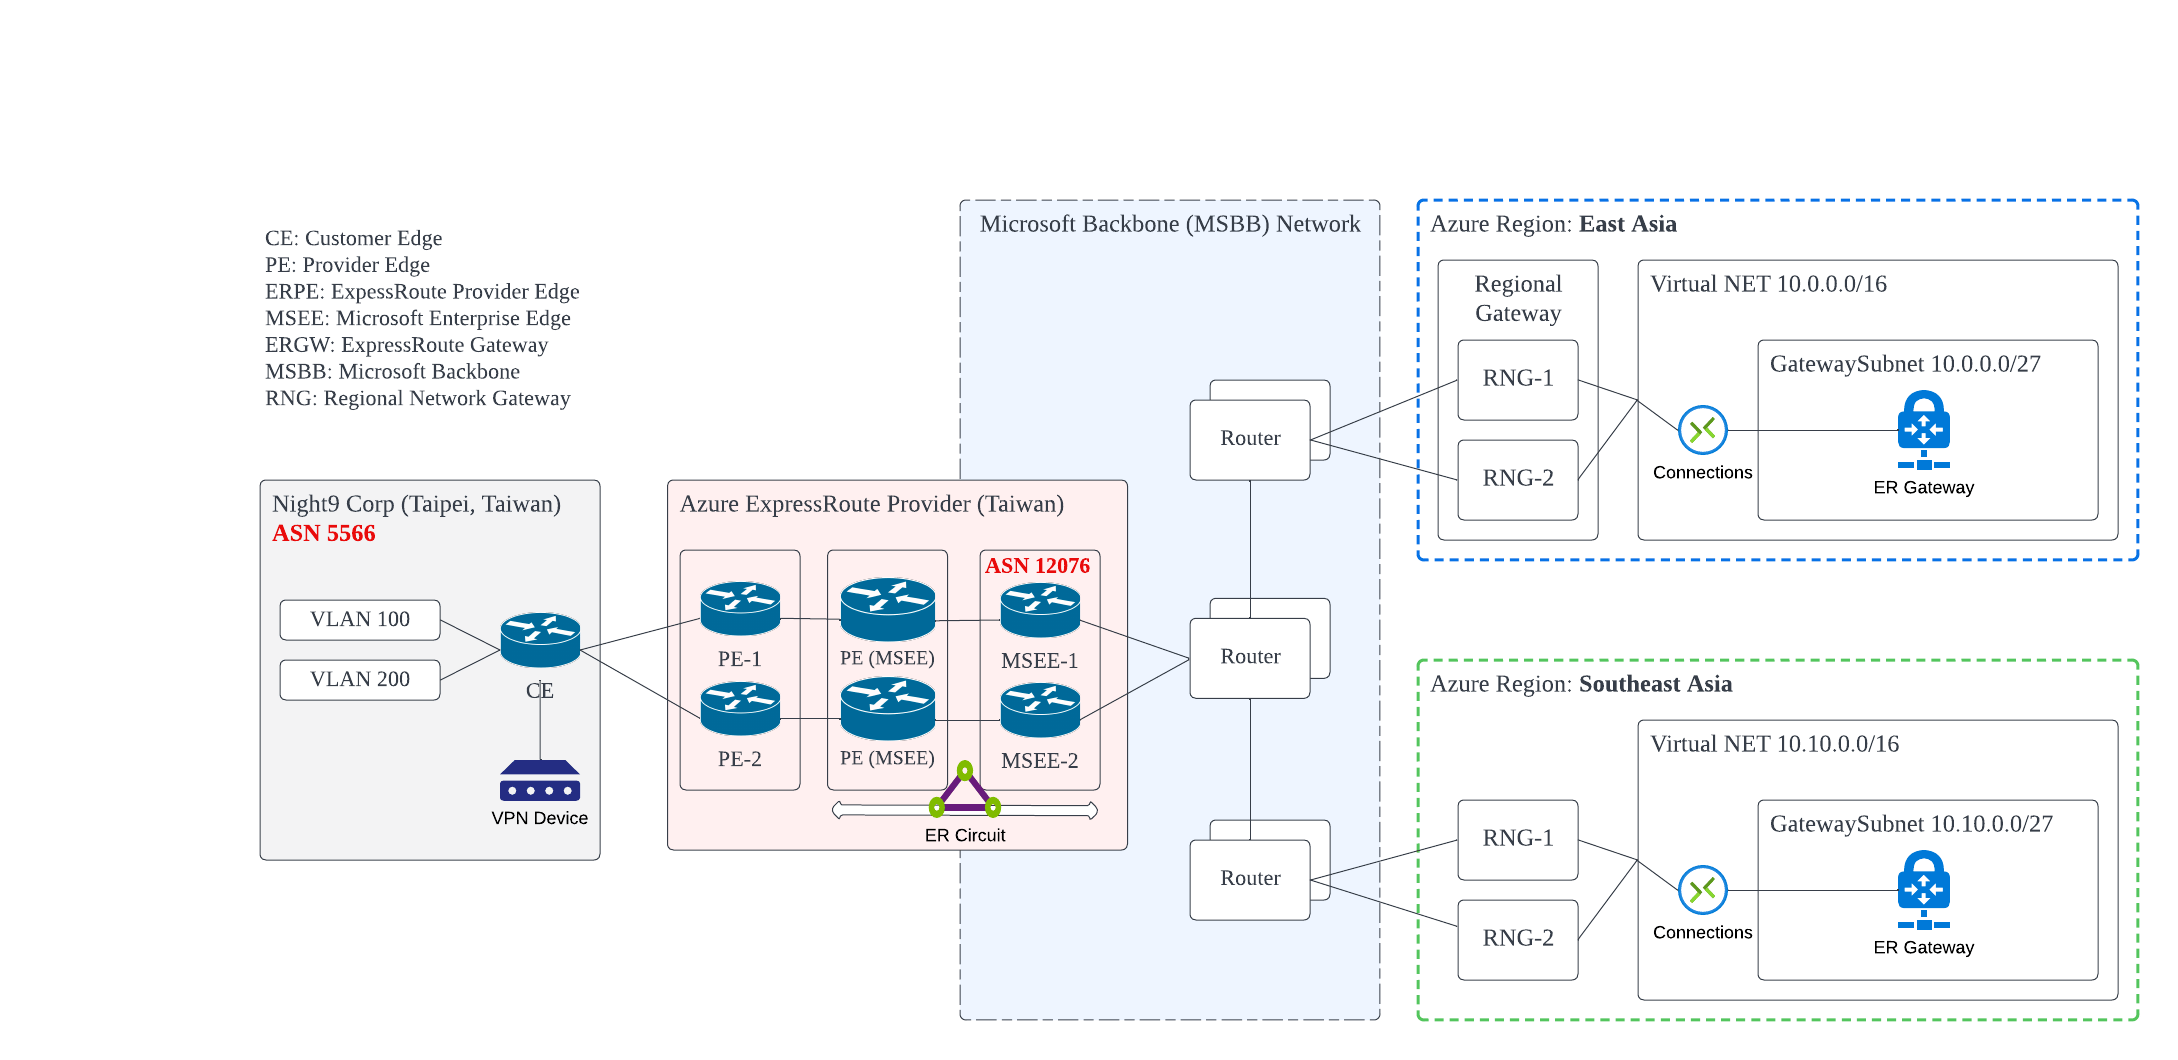 CE: Customer Edge
PE: Provider Edge
ERPE: ExpessRoute Provider Edge
MSEE: Microsoft Enterprise Edge
ERGW: ExpressRoute Gateway
MSBB: Microsoft Backbone
RNG: Regional Network Gateway
Night9 Corp (Taipei, Taiwan)
ASN 5566
VLAN 100
VLAN 200
CE
VPN Device
Azure ExpressRoute Provider (Taiwan)
PE-1
PE-2
PE (MSEE)
PE (MSEE)
ASN 12076
MSEE-1
MSEE-2
ER Circuit
Microsoft Backbone (MSBB) Network
Router
Router
Router
Azure Region: East Asia
Regional
Gateway
RNG-1
RNG-2
Virtual NET 10.0.0.0/16
Connections
GatewaySubnet 10.0.0.0/27
ER Gateway
Azure Region: Southeast Asia
RNG-1
RNG-2
Virtual NET 10.10.0.0/16
Connections
GatewaySubnet 10.10.0.0/27
ER Gateway